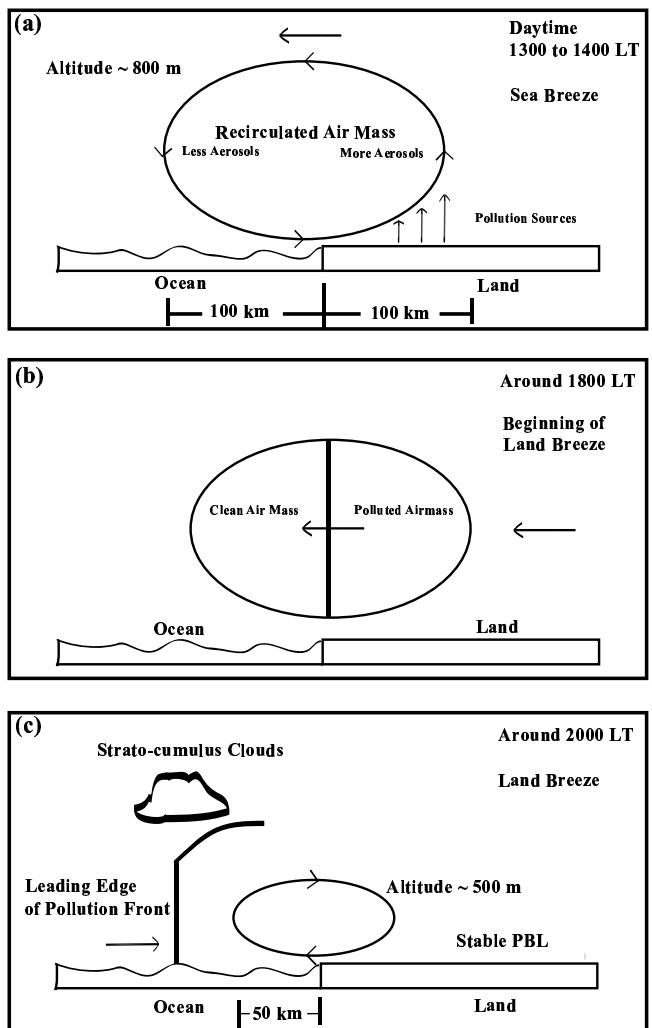 (a)
Daytime
1300 to 1400 LT
Altitude ~ 800 m
Sea Breeze
Recirculated Air Mass
Less Aerosols
More Aerosols
Pollution Sources
Ocean
Land
100 km
100 km
(b)
Around 1800 LT
Beginning of
Land Breeze
Clean Air Mass
Polluted Airmass
Ocean
Land
(c)
Around 2000 LT
Strato-cumulus Clouds
Land Breeze
Leading Edge
of Pollution Front
Altitude ~ 500 m
Stable PBL
Ocean
50 km
Land